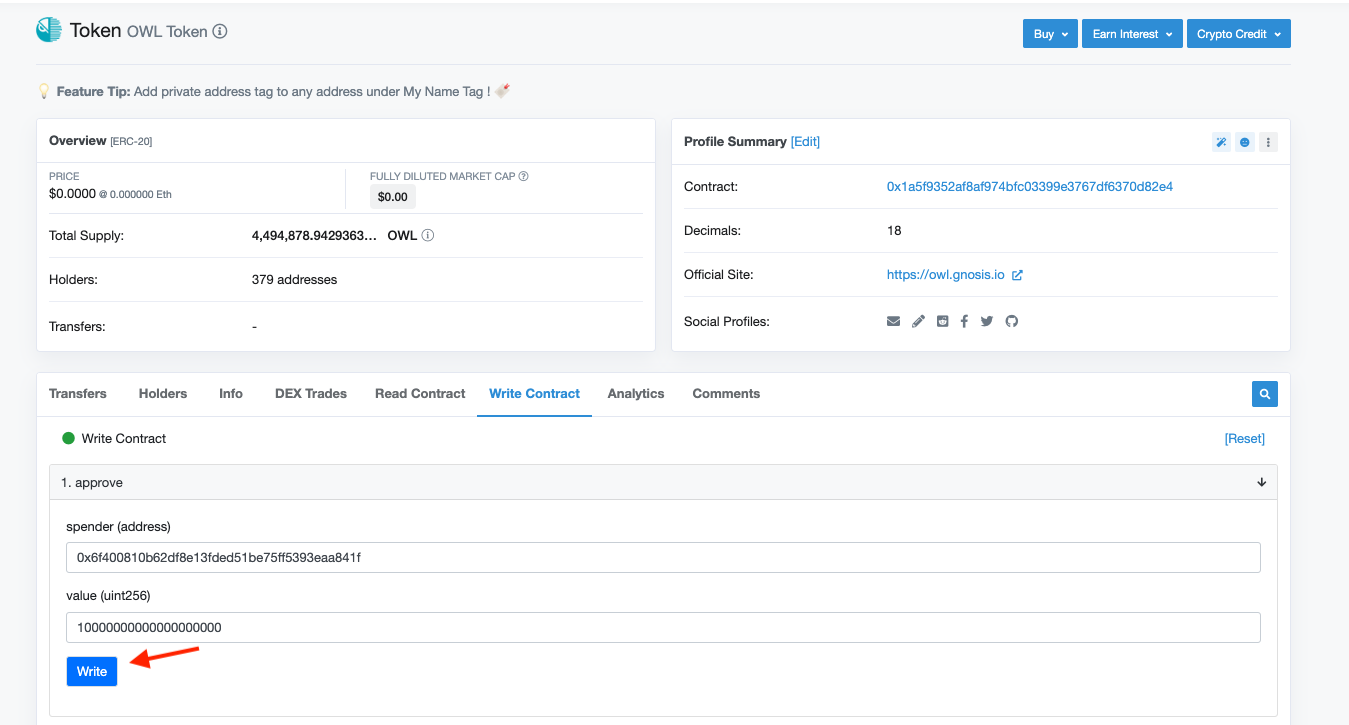 Token OWL Token
Buy Earn Interest Crypto Credit
Feature Tip: Add private address tag to any address under My Name Tag !
Overview [ERC-20]
PRICE
$0.0000 @ 0.000000 Eth
FULLY DILUTED MARKET CAP
$0.00
Total Supply: 4,494,878.9429363... OWL
Holders: 379 addresses
Transfers: -
Profile Summary [Edit]
Contract: 0x1a5f9352af8af974bfc03399e3767df6370d82e4
Decimals: 18
Official Site: https://owl.gnosis.io
Social Profiles:
Transfers Holders Info DEX Trades Read Contract Write Contract Analytics Comments
Write Contract [Reset]
1. approve
spender (address)
0x6f400810b62df8e13fded51be75ff5393eaa841f
value (uint256)
10000000000000000000
Write